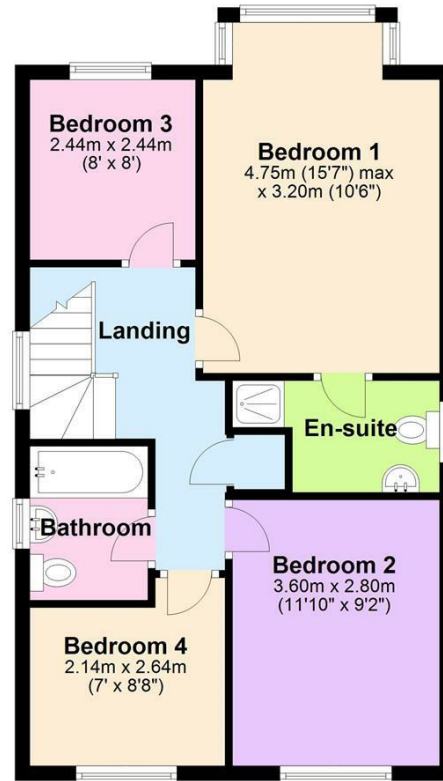 Bedroom 3
2.44m x 2.44m
(8' x 8')
Bedroom 1
4.75m (15'7") max
x 3.20m (10'6")
Landing
En-suite
Bathroom
Bedroom 2
3.60m x 2.80m
(11'10" x 9'2")
Bedroom 4
2.14m x 2.64m
(7' x 8'8")